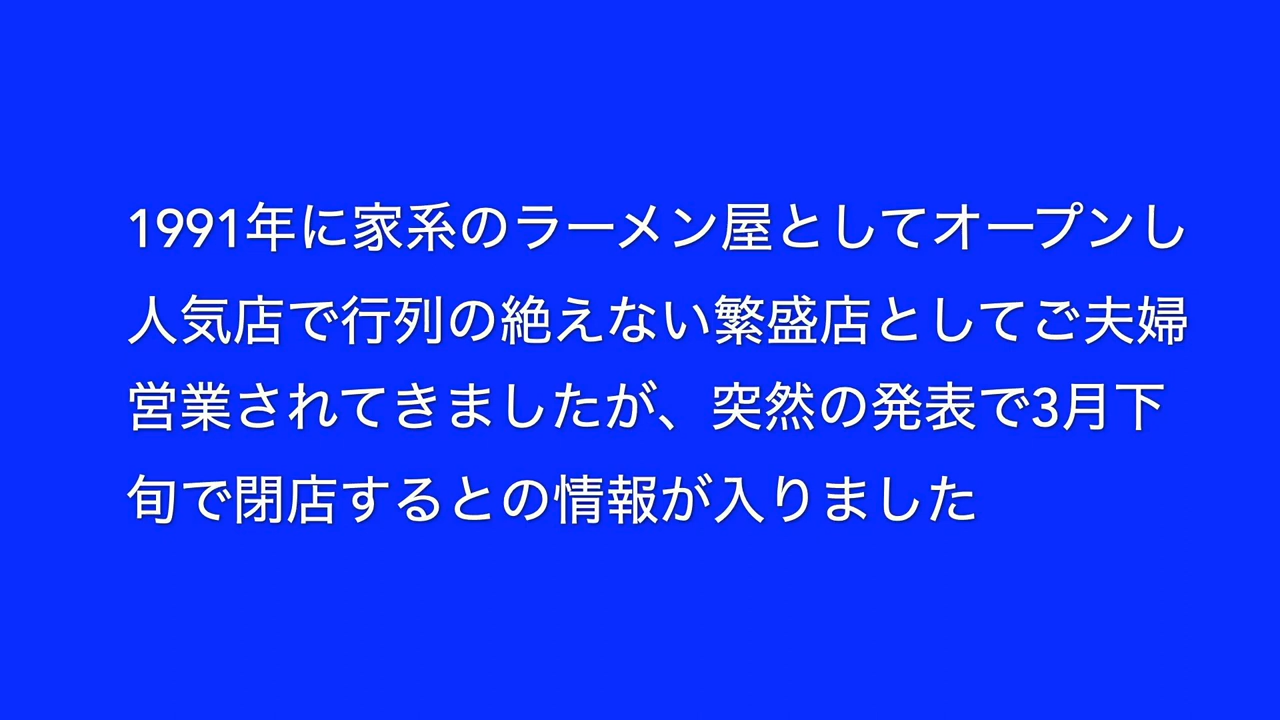 1991年に家系のラーメン屋としてオープンし
人気店で行列の絶えない繁盛店としてご夫婦
営業されてきましたが、突然の発表で3月下
旬で閉店するとの情報が入りました